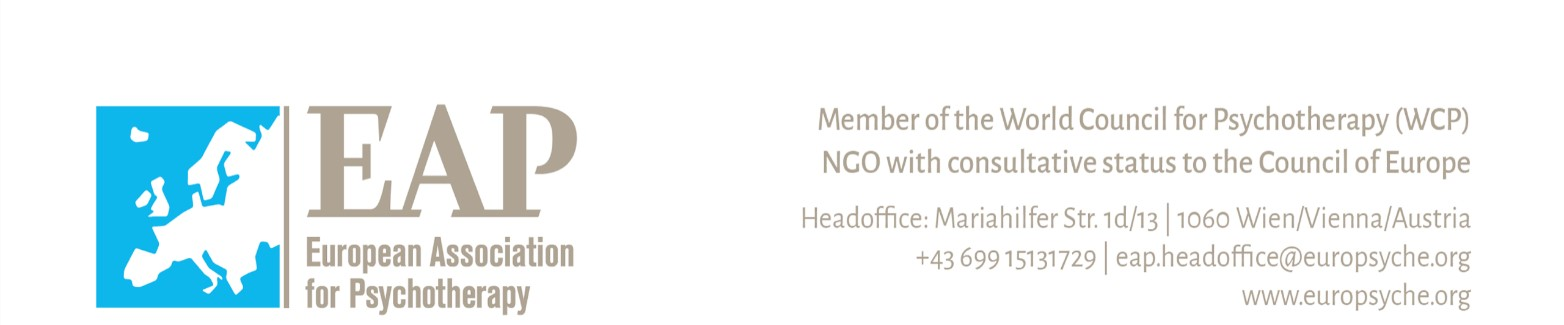 EAP
European Association
for Psychotherapy
Member of the World Council for Psychotherapy (WCP)
NGO with consultative status to the Council of Europe
Headoffice: Mariahilfer Str. 1d/13 | 1060 Wien/Vienna/Austria
+43 699 15131729 | eap.headoffice@europsyche.org
www.europsyche.org